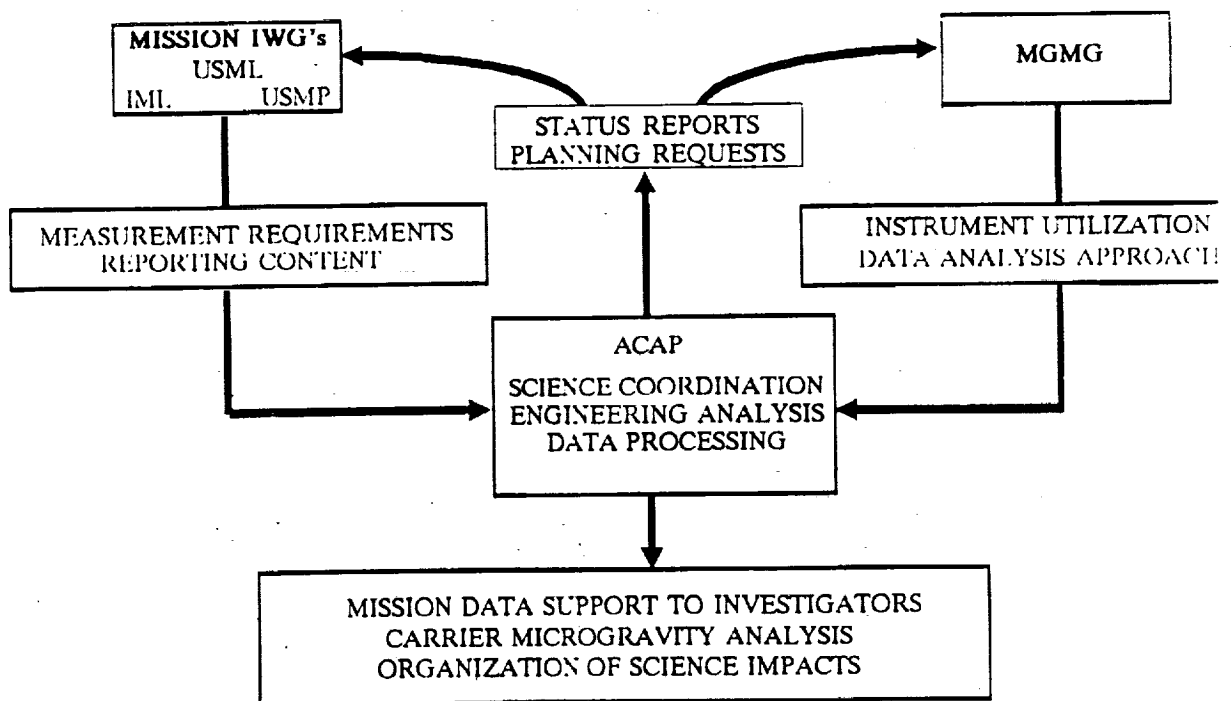 MISSION IWG's
USML
IML USMP
MGMG
STATUS REPORTS
PLANNING REQUESTS
MEASUREMENT REQUIREMENTS
REPORTING CONTENT
INSTRUMENT UTILIZATION
DATA ANALYSIS APPROACH
ACAP
SCIENCE COORDINATION
ENGINEERING ANALYSIS
DATA PROCESSING
MISSION DATA SUPPORT TO INVESTIGATORS
CARRIER MICROGRAVITY ANALYSIS
ORGANIZATION OF SCIENCE IMPACTS